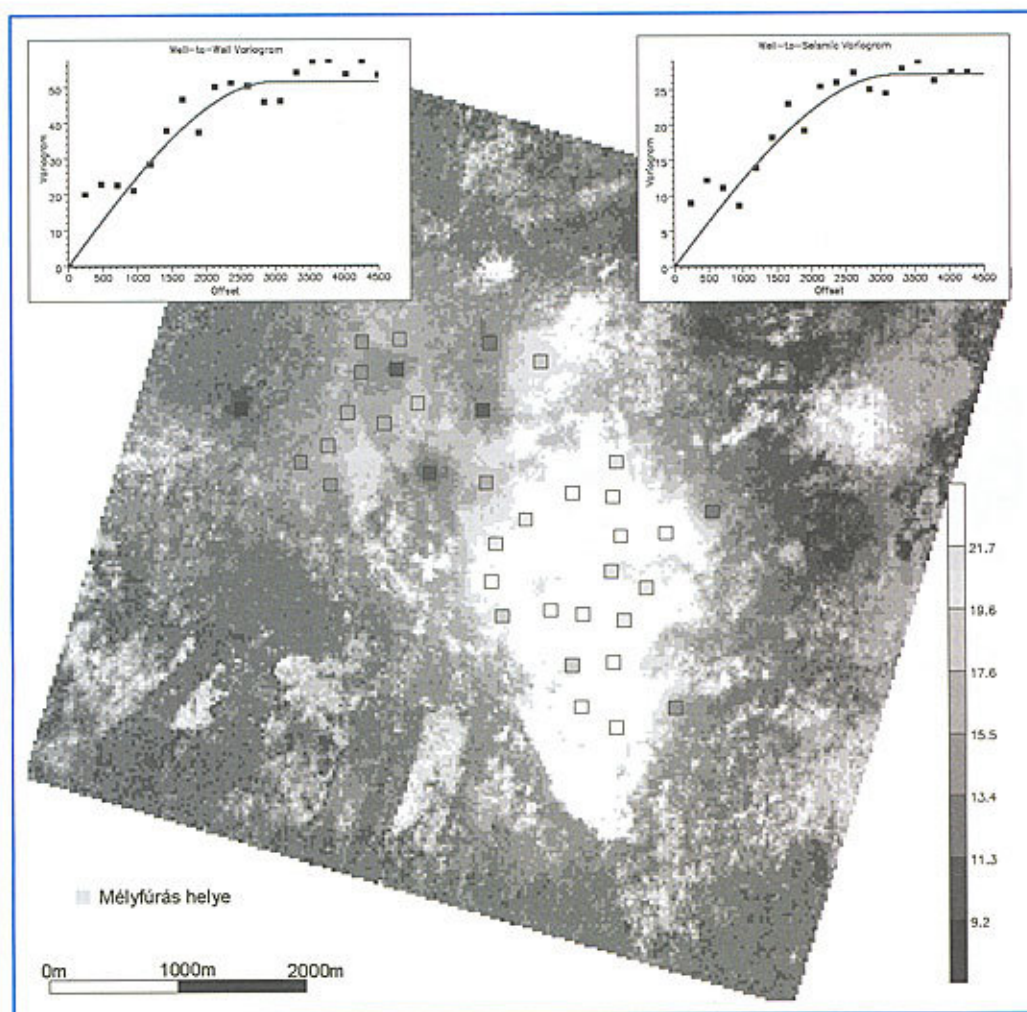 Well-to-Well Variogram
Variogram
50
40
30
20
10
0
0 500 1000 1500 2000 2500 3000 3500 4000 4500
Offset
Well-to-Seismic Variogram
Variogram
25
20
15
10
5
0
0 500 1000 1500 2000 2500 3000 3500 4000 4500
Offset
21.7
19.6
17.6
15.5
13.4
11.3
9.2
Mélyfúrás helye
0m 1000m 2000m